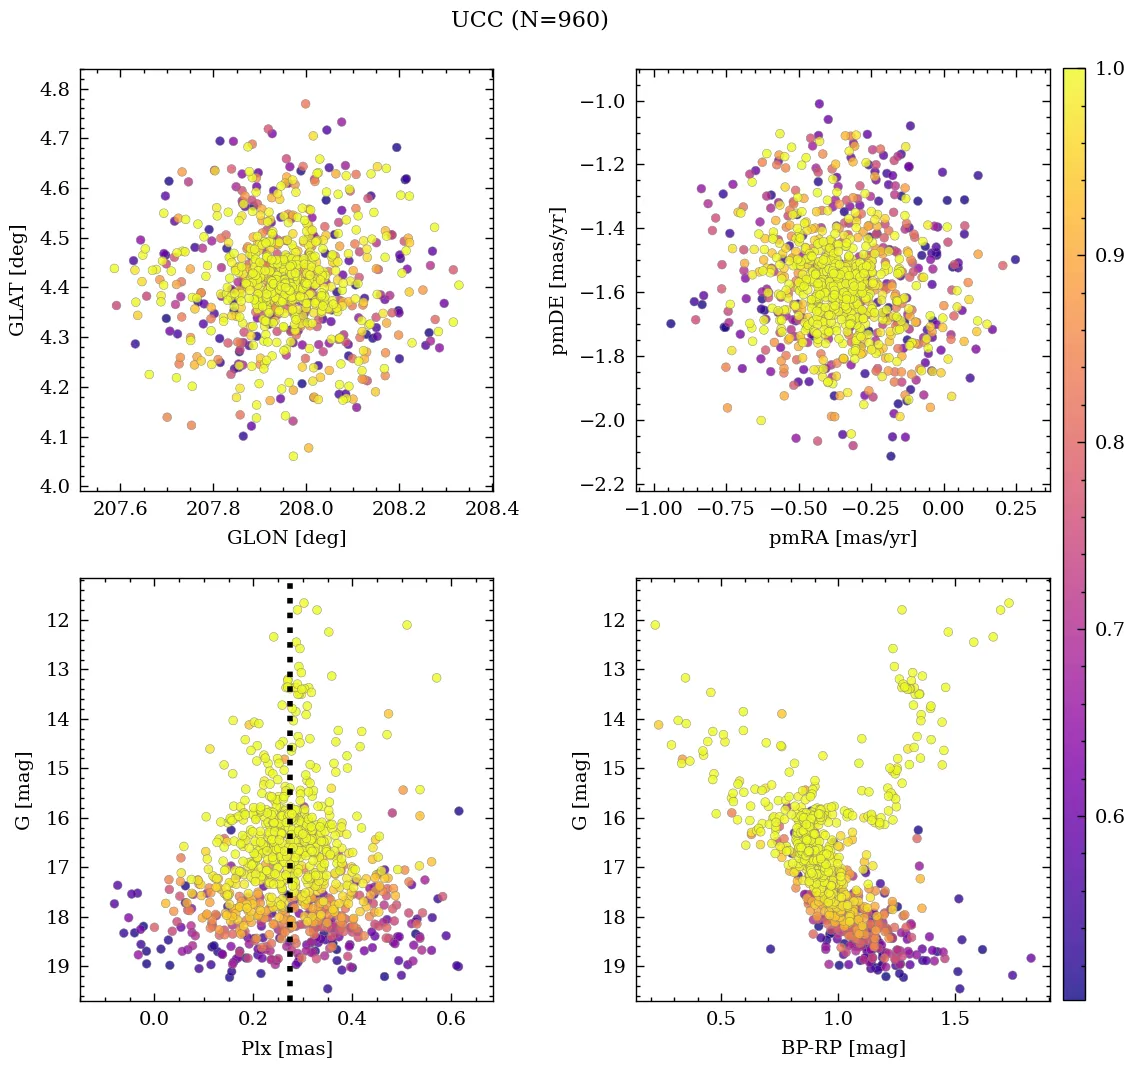 UCC (N=960)
4.8
4.7
4.6
4.5
4.4
4.3
4.2
4.1
4.0
GLAT [deg]
207.6 207.8 208.0 208.2 208.4
GLON [deg]
−1.0
−1.2
−1.4
−1.6
−1.8
−2.0
−2.2
pmDE [mas/yr]
−1.00 −0.75 −0.50 −0.25 0.00 0.25
pmRA [mas/yr]
1.0
0.9
0.8
0.7
0.6
12
13
14
15
16
17
18
19
G [mag]
0.0 0.2 0.4 0.6
Plx [mas]
12
13
14
15
16
17
18
19
G [mag]
0.5 1.0 1.5
BP-RP [mag]